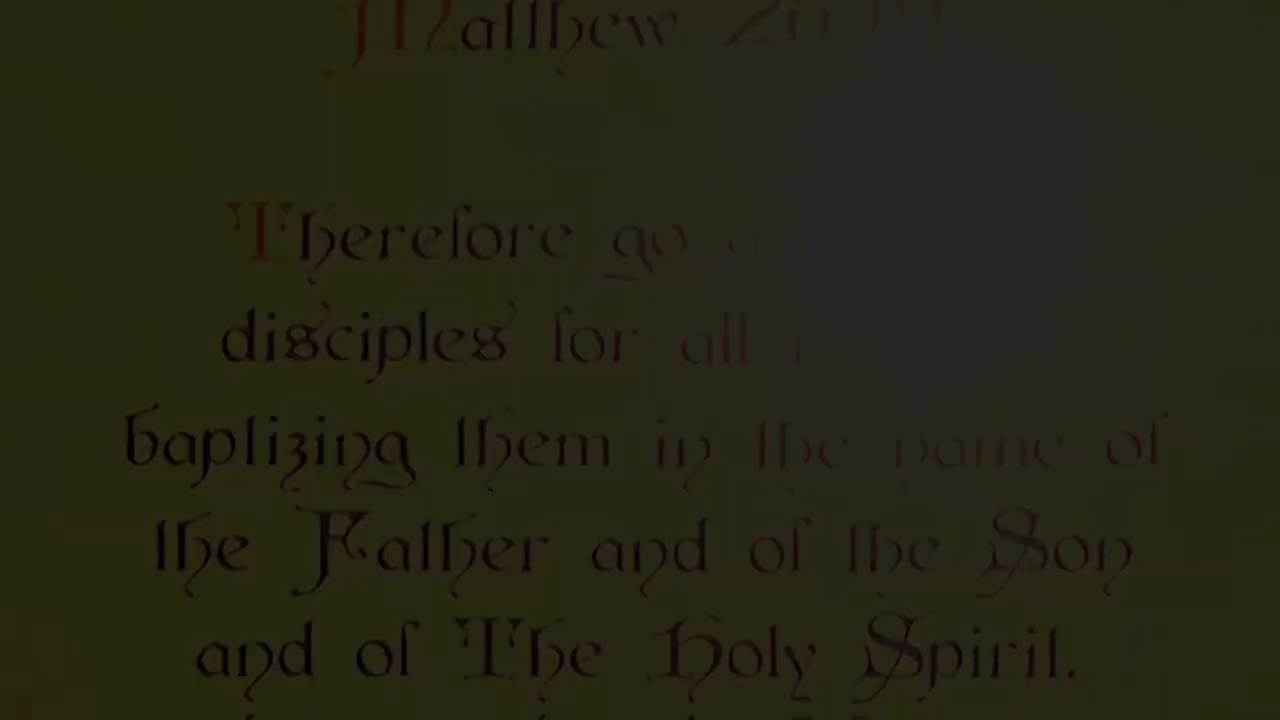 Matthew
Therefore go
disciples for all
baptizing them in the name of
the Father and of the Son
and of The Holy Spirit.